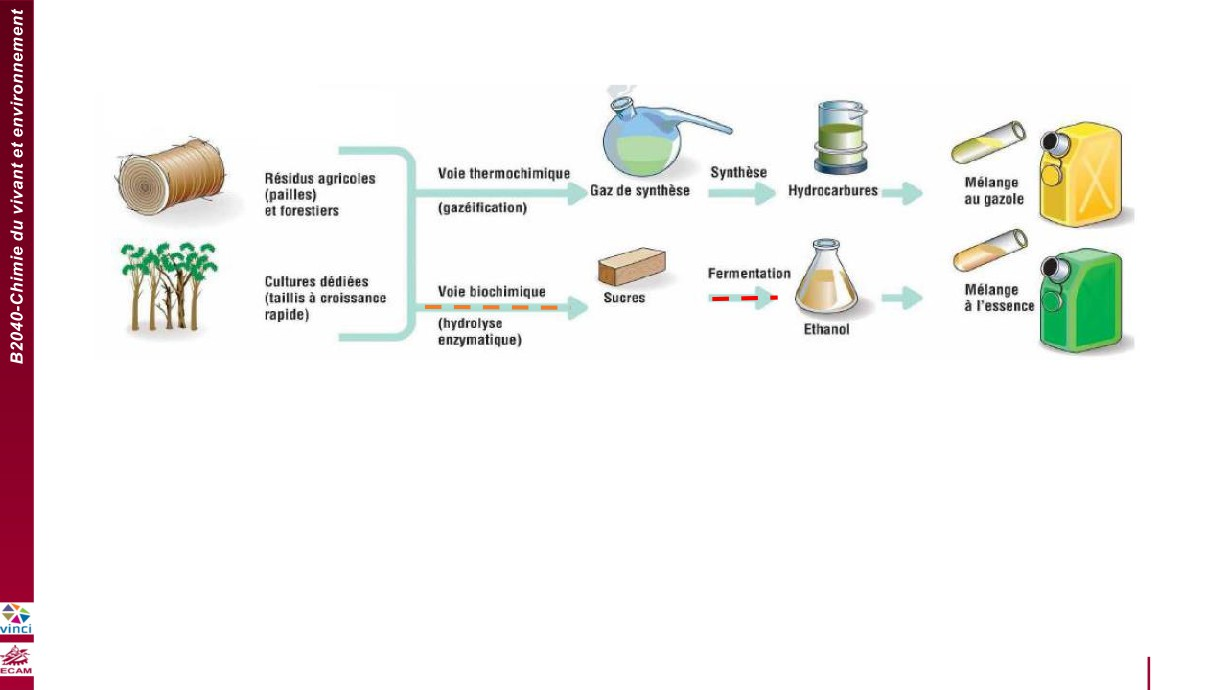 B2040-Chimie du vivant et environnement
Résidus agricoles
(pailles)
et forestiers
Cultures dédiées
(taillis à croissance
rapide)
Voie thermochimique
(gazéification)
Voie biochimique
(hydrolyse
enzymatique)
Gaz de synthèse
Synthèse
Hydrocarbures
Mélange
au gazole
Sucres
Fermentation
Ethanol
Mélange
à l'essence
vinci
ECAM